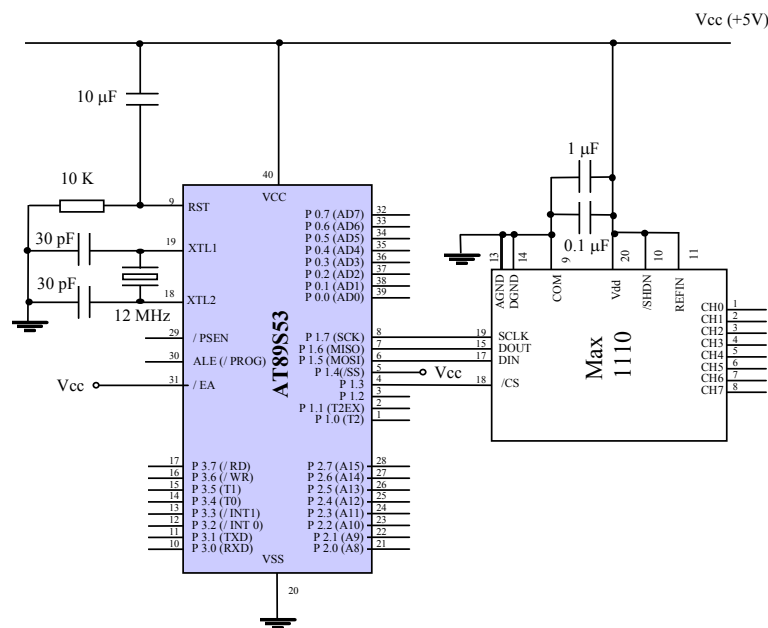 Vcc (+5V)
10 µF
1 µF
0.1 µF
10 K
30 pF
30 pF
12 MHz
40
VCC
9 RST
19 XTL1
18 XTL2
29 / PSEN
30 ALE (/ PROG)
Vcc 31 / EA
17 P 3.7 (/ RD)
16 P 3.6 (/ WR)
15 P 3.5 (T1)
14 P 3.4 (T0)
13 P 3.3 (/ INT1)
12 P 3.2 (/ INT 0)
11 P 3.1 (TXD)
10 P 3.0 (RXD)
AT89S53
P 0.7 (AD7) 32
P 0.6 (AD6) 33
P 0.5 (AD5) 34
P 0.4 (AD4) 35
P 0.3 (AD3) 36
P 0.2 (AD2) 37
P 0.1 (AD1) 38
P 0.0 (AD0) 39
P 1.7 (SCK) 8
P 1.6 (MISO) 7
P 1.5 (MOSI) 6
P 1.4(/SS) 5 Vcc
P 1.3 4
P 1.2 3
P 1.1 (T2EX) 2
P 1.0 (T2) 1
P 2.7 (A15) 28
P 2.6 (A14) 27
P 2.5 (A13) 26
P 2.4 (A12) 25
P 2.3 (A11) 24
P 2.2 (A10) 23
P 2.1 (A9) 22
P 2.0 (A8) 21
VSS
20
13 AGND
14 DGND
9 COM
20 Vdd
10 /SHDN
11 REFIN
19 SCLK
15 DOUT
17 DIN
18 /CS
Max
1110
CH0 1
CH1 2
CH2 3
CH3 4
CH4 5
CH5 6
CH6 7
CH7 8